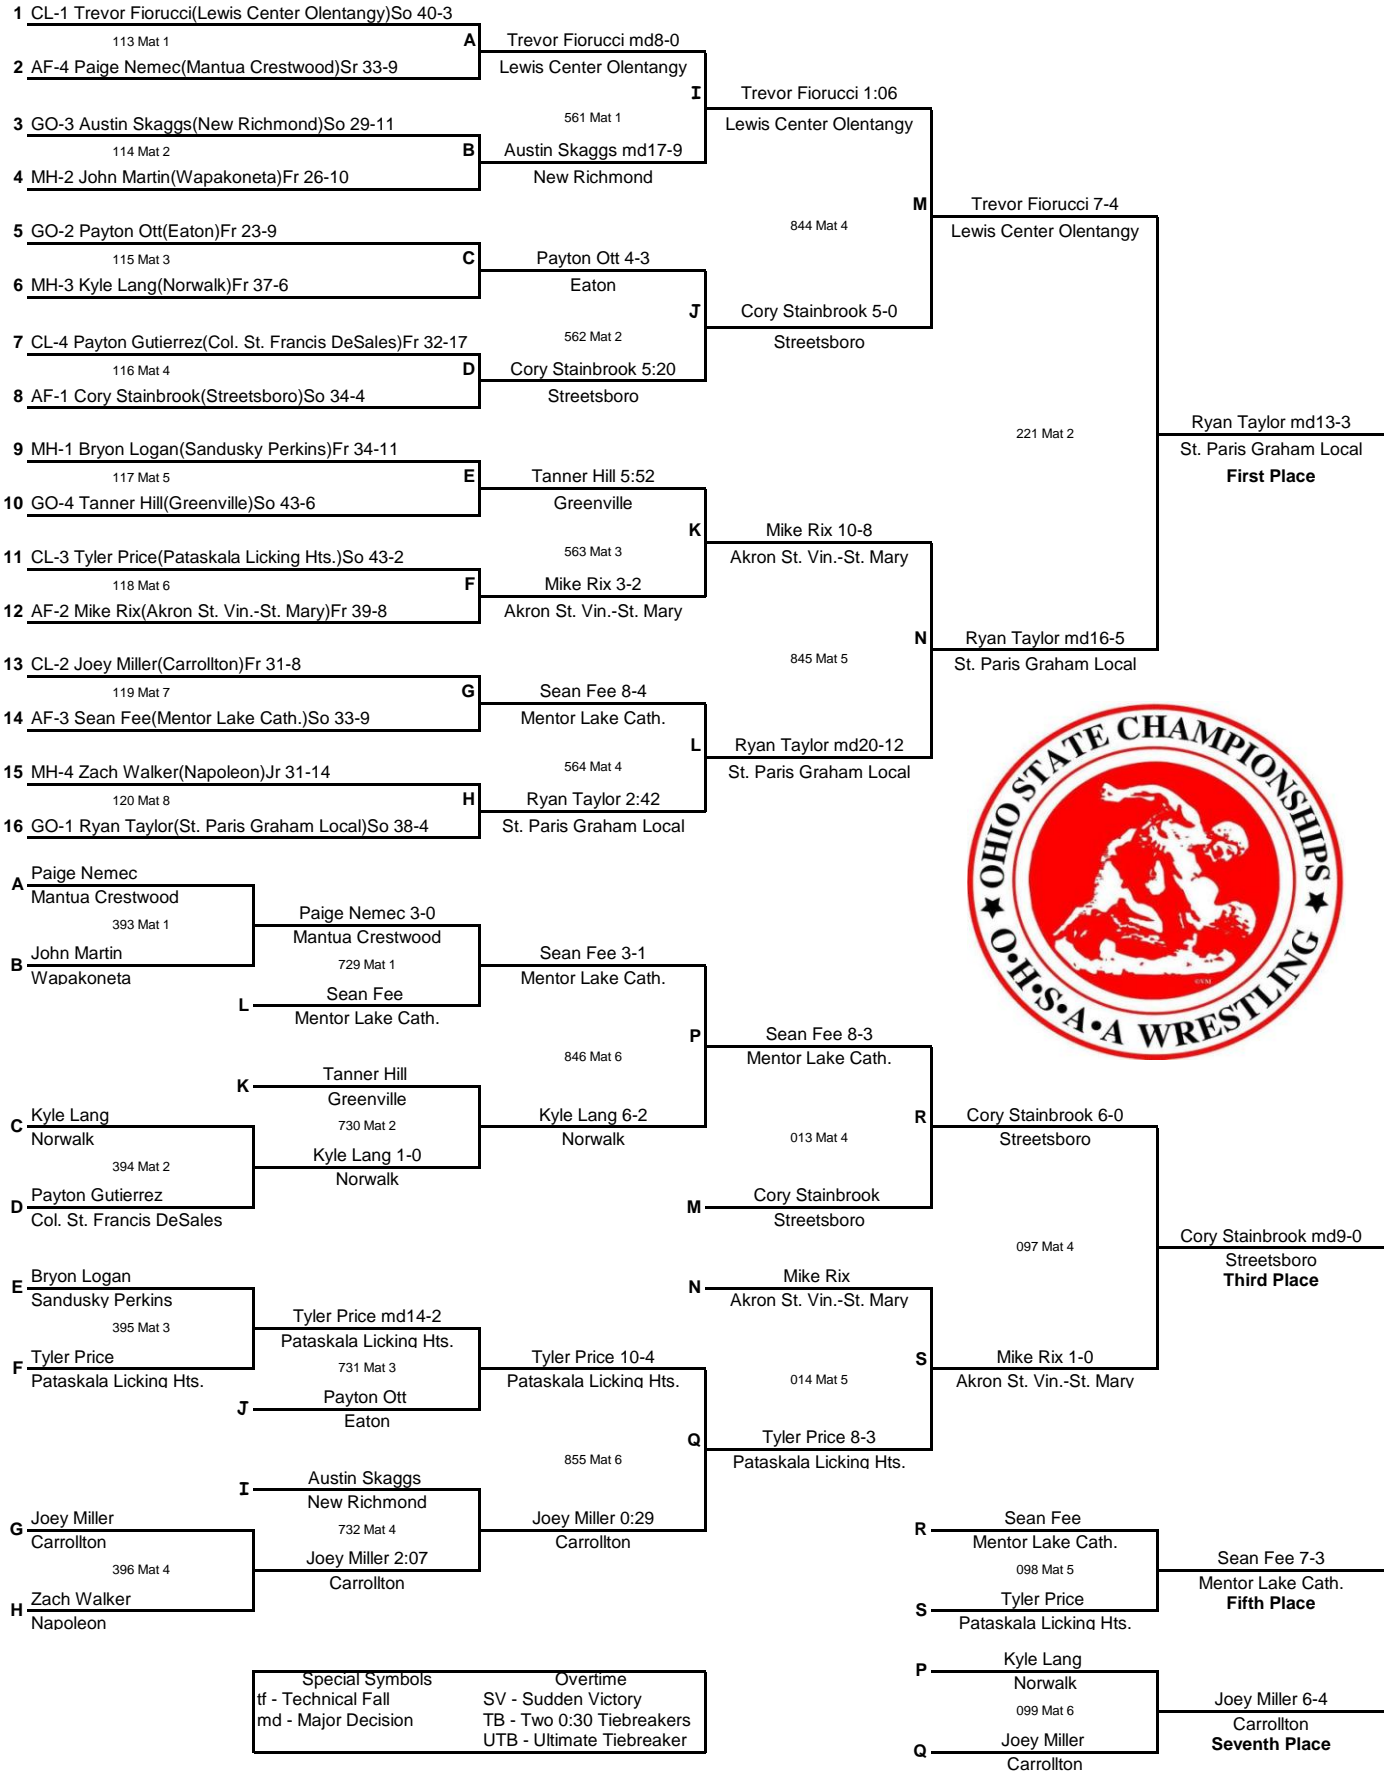 1 CL-1 Trevor Fiorucci(Lewis Center Olentangy)So 40-3
113 Mat 1
2 AF-4 Paige Nemec(Mantua Crestwood)Sr 33-9
A
Trevor Fiorucci md8-0
Lewis Center Olentangy
3 GO-3 Austin Skaggs(New Richmond)So 29-11
114 Mat 2
4 MH-2 John Martin(Wapakoneta)Fr 26-10
B
Austin Skaggs md17-9
New Richmond
561 Mat 1
I
Trevor Fiorucci 1:06
Lewis Center Olentangy
5 GO-2 Payton Ott(Eaton)Fr 23-9
115 Mat 3
6 MH-3 Kyle Lang(Norwalk)Fr 37-6
C
Payton Ott 4-3
Eaton
7 CL-4 Payton Gutierrez(Col. St. Francis DeSales)Fr 32-17
116 Mat 4
8 AF-1 Cory Stainbrook(Streetsboro)So 34-4
D
Cory Stainbrook 5:20
Streetsboro
562 Mat 2
J
Cory Stainbrook 5-0
Streetsboro
844 Mat 4
M
Trevor Fiorucci 7-4
Lewis Center Olentangy
9 MH-1 Bryon Logan(Sandusky Perkins)Fr 34-11
117 Mat 5
10 GO-4 Tanner Hill(Greenville)So 43-6
E
Tanner Hill 5:52
Greenville
11 CL-3 Tyler Price(Pataskala Licking Hts.)So 43-2
118 Mat 6
12 AF-2 Mike Rix(Akron St. Vin.-St. Mary)Fr 39-8
F
Mike Rix 3-2
Akron St. Vin.-St. Mary
563 Mat 3
K
Mike Rix 10-8
Akron St. Vin.-St. Mary
13 CL-2 Joey Miller(Carrollton)Fr 31-8
119 Mat 7
14 AF-3 Sean Fee(Mentor Lake Cath.)So 33-9
G
Sean Fee 8-4
Mentor Lake Cath.
15 MH-4 Zach Walker(Napoleon)Jr 31-14
120 Mat 8
16 GO-1 Ryan Taylor(St. Paris Graham Local)So 38-4
H
Ryan Taylor 2:42
St. Paris Graham Local
564 Mat 4
L
Ryan Taylor md20-12
St. Paris Graham Local
845 Mat 5
N
Ryan Taylor md16-5
St. Paris Graham Local
221 Mat 2
Ryan Taylor md13-3
St. Paris Graham Local
First Place
★ OHIO STATE CHAMPIONSHIPS ★
O•H•S•A•A WRESTLING
A Paige Nemec
Mantua Crestwood
393 Mat 1
B John Martin
Wapakoneta
Paige Nemec 3-0
Mantua Crestwood
729 Mat 1
L Sean Fee
Mentor Lake Cath.
Sean Fee 3-1
Mentor Lake Cath.
K Tanner Hill
Greenville
C Kyle Lang
Norwalk
394 Mat 2
D Payton Gutierrez
Col. St. Francis DeSales
730 Mat 2
Kyle Lang 1-0
Norwalk
Kyle Lang 6-2
Norwalk
846 Mat 6
P
Sean Fee 8-3
Mentor Lake Cath.
013 Mat 4
M Cory Stainbrook
Streetsboro
R
Cory Stainbrook 6-0
Streetsboro
E Bryon Logan
Sandusky Perkins
395 Mat 3
F Tyler Price
Pataskala Licking Hts.
Tyler Price md14-2
Pataskala Licking Hts.
731 Mat 3
J Payton Ott
Eaton
Tyler Price 10-4
Pataskala Licking Hts.
I Austin Skaggs
New Richmond
G Joey Miller
Carrollton
396 Mat 4
H Zach Walker
Napoleon
732 Mat 4
Joey Miller 2:07
Carrollton
Joey Miller 0:29
Carrollton
855 Mat 6
Q
Tyler Price 8-3
Pataskala Licking Hts.
N Mike Rix
Akron St. Vin.-St. Mary
014 Mat 5
S
Mike Rix 1-0
Akron St. Vin.-St. Mary
097 Mat 4
Cory Stainbrook md9-0
Streetsboro
Third Place
R Sean Fee
Mentor Lake Cath.
098 Mat 5
S Tyler Price
Pataskala Licking Hts.
Sean Fee 7-3
Mentor Lake Cath.
Fifth Place
P Kyle Lang
Norwalk
099 Mat 6
Q Joey Miller
Carrollton
Joey Miller 6-4
Carrollton
Seventh Place
Special Symbols
tf - Technical Fall
md - Major Decision
Overtime
SV - Sudden Victory
TB - Two 0:30 Tiebreakers
UTB - Ultimate Tiebreaker